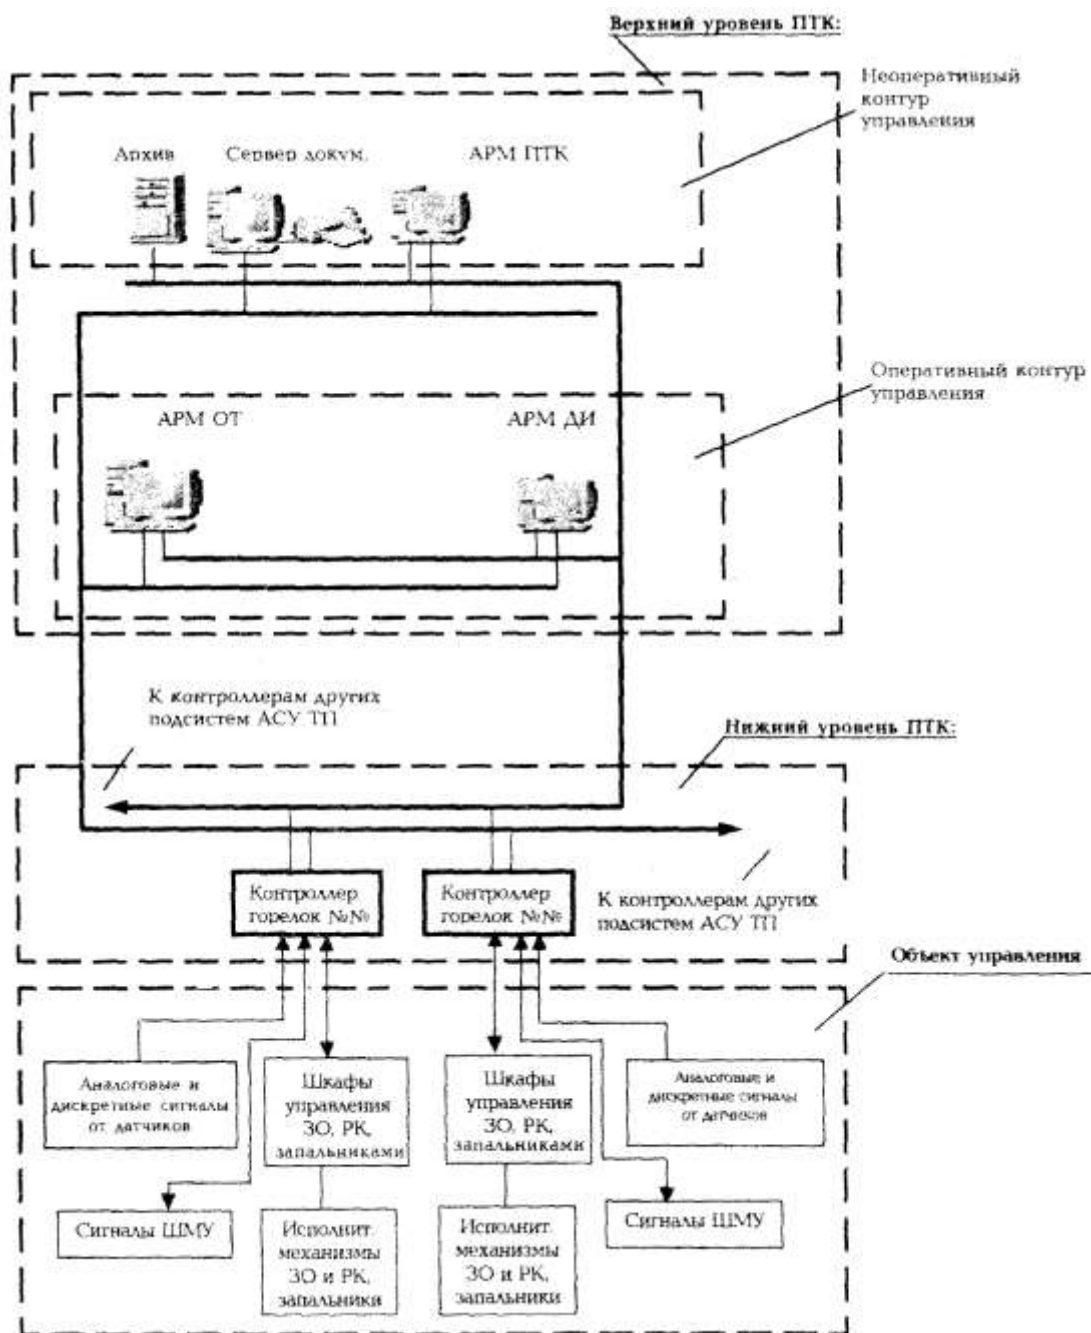 Верхний уровень ПТК:
Неоперативный
контур
управления
Архив
Сервер докум.
АРМ ПТК
Оперативный контур
управления
АРМ ОТ
АРМ ДИ
К контроллерам других
подсистем АСУ ТП
Нижний уровень ПТК:
Контроллер
горелок №№
Контроллер
горелок №№
К контроллерам других
подсистем АСУ ТП
Объект управления
Аналоговые и
дискретные сигналы
от датчиков
Шкафы
управления
ЗО, РК,
запальниками
Шкафы
управления
ЗО, РК,
запальниками
Аналоговые и
дискретные сигналы
от датчиков
Сигналы ШМУ
Исполнит.
механизмы
ЗО и РК,
запальники
Исполнит.
механизмы
ЗО и РК,
запальники
Сигналы ШМУ